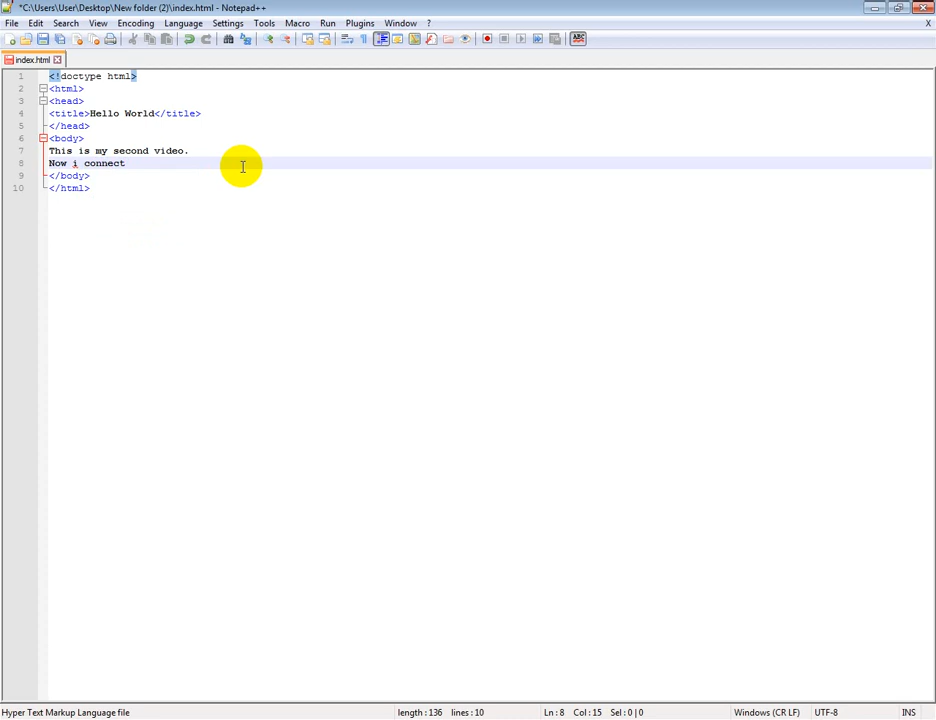 *C:\Users\User\Desktop\New folder (2)\index.html - Notepad++
File Edit Search View Encoding Language Settings Tools Macro Run Plugins Window ? X
ABC
index.html
1 <!doctype html>
2 <html>
3 <head>
4 <title>Hello World</title>
5 </head>
6 <body>
7 This is my second video.
8 Now i connect
9 </body>
10 </html>
Hyper Text Markup Language file length : 136 lines : 10 Ln : 8 Col : 15 Sel : 0 | 0 Windows (CR LF) UTF-8 INS